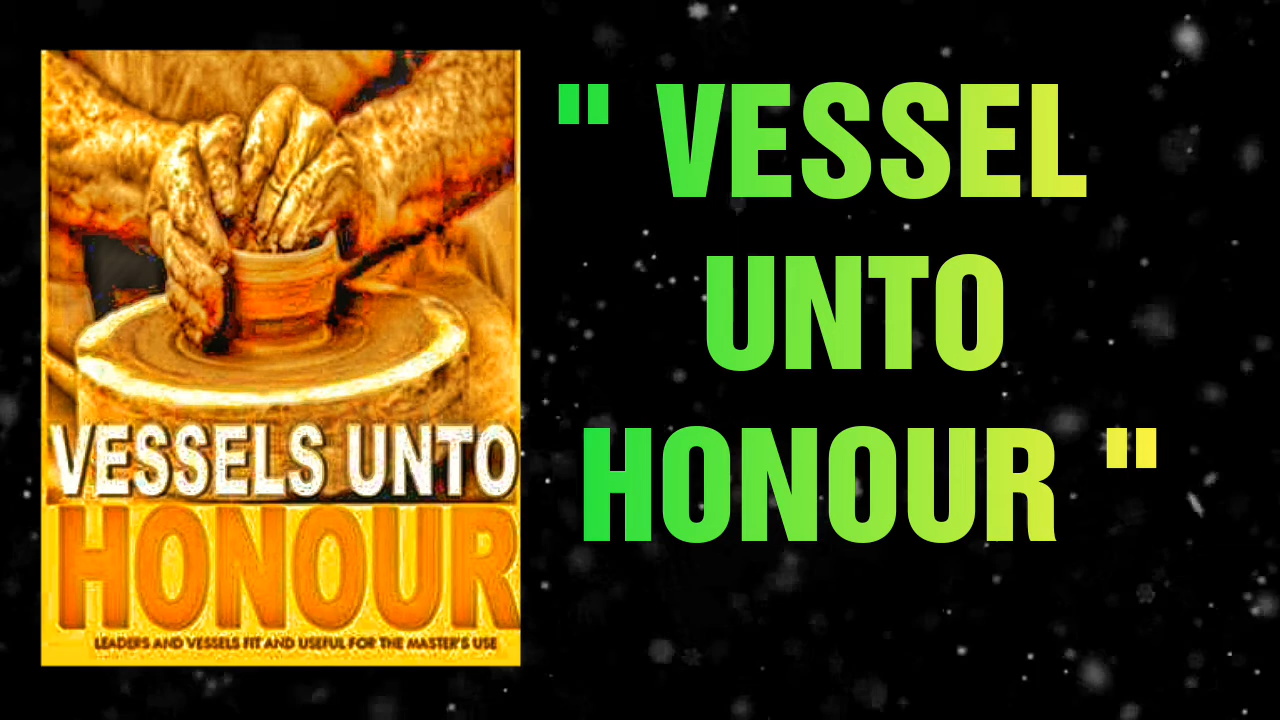 VESSELS UNTO
HONOUR
LEADERS AND VESSELS FIT AND USEFUL FOR THE MASTER'S USE
" VESSEL
UNTO
HONOUR "